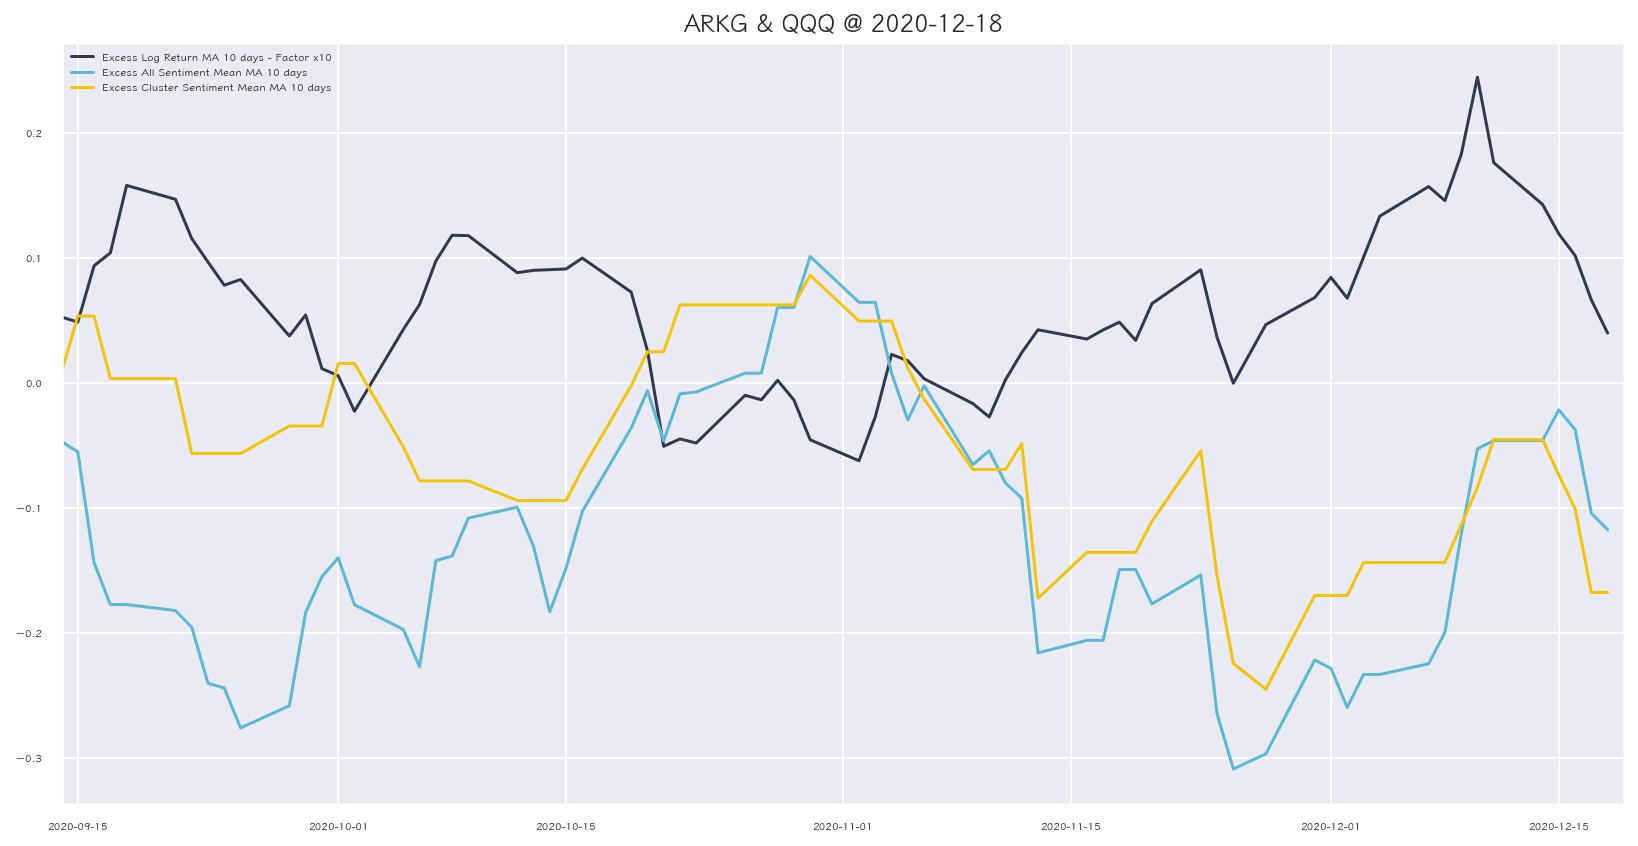 ARKG & QQQ @ 2020-12-18
Excess Log Return MA 10 days - Factor x10
Excess All Sentiment Mean MA 10 days
Excess Cluster Sentiment Mean MA 10 days
0.2
0.1
0.0
−0.1
−0.2
−0.3
2020-09-15 2020-10-01 2020-10-15 2020-11-01 2020-11-15 2020-12-01 2020-12-15